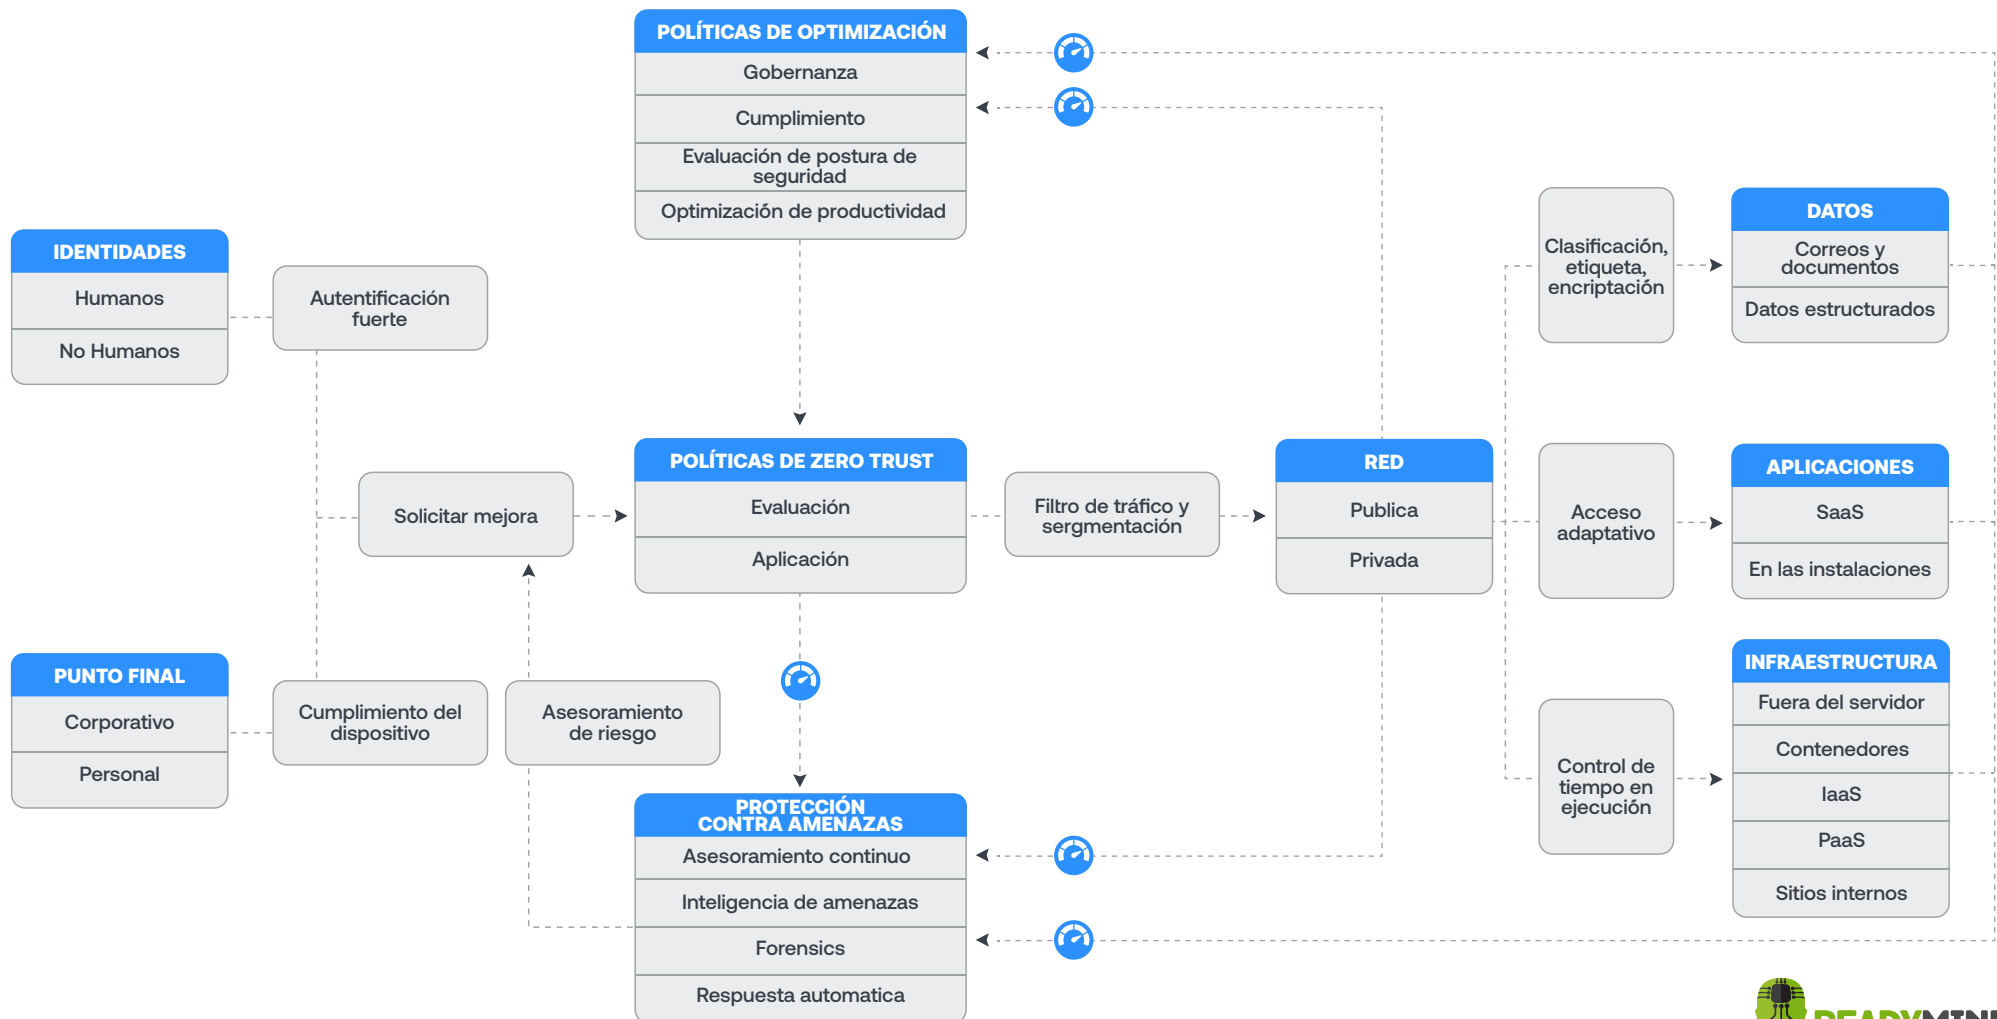 POLÍTICAS DE OPTIMIZACIÓN
Gobernanza
Cumplimiento
Evaluación de postura de
seguridad
Optimización de productividad
IDENTIDADES
Humanos
No Humanos
Autentificación
fuerte
Clasificación,
etiqueta,
encriptación
DATOS
Correos y
documentos
Datos estructurados
Solicitar mejora
POLÍTICAS DE ZERO TRUST
Evaluación
Aplicación
Filtro de tráfico y
sergmentación
RED
Publica
Privada
Acceso
adaptativo
APLICACIONES
SaaS
En las instalaciones
PUNTO FINAL
Corporativo
Personal
Cumplimiento del
dispositivo
Asesoramiento
de riesgo
Control de
tiempo en
ejecución
INFRAESTRUCTURA
Fuera del servidor
Contenedores
IaaS
PaaS
Sitios internos
PROTECCIÓN
CONTRA AMENAZAS
Asesoramiento continuo
Inteligencia de amenazas
Forensics
Respuesta automatica